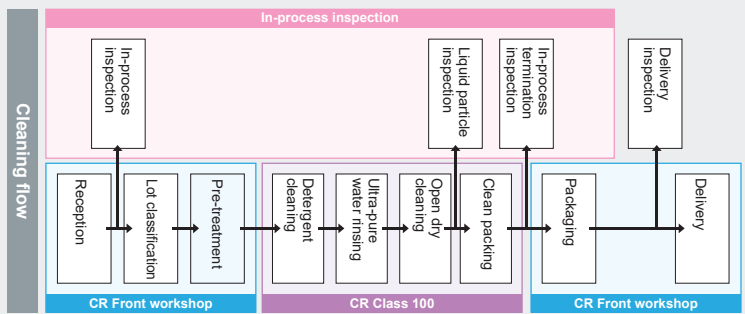 In-process inspection
Cleaning flow
In-process
inspection
Liquid particle
inspection
In-process
termination
inspection
Delivery
inspection
Reception
Lot classification
Pre-treatment
Detergent
cleaning
Ultra-pure
water rinsing
Open dry
cleaning
Clean packing
Packaging
Delivery
CR Front workshop
CR Class 100
CR Front workshop